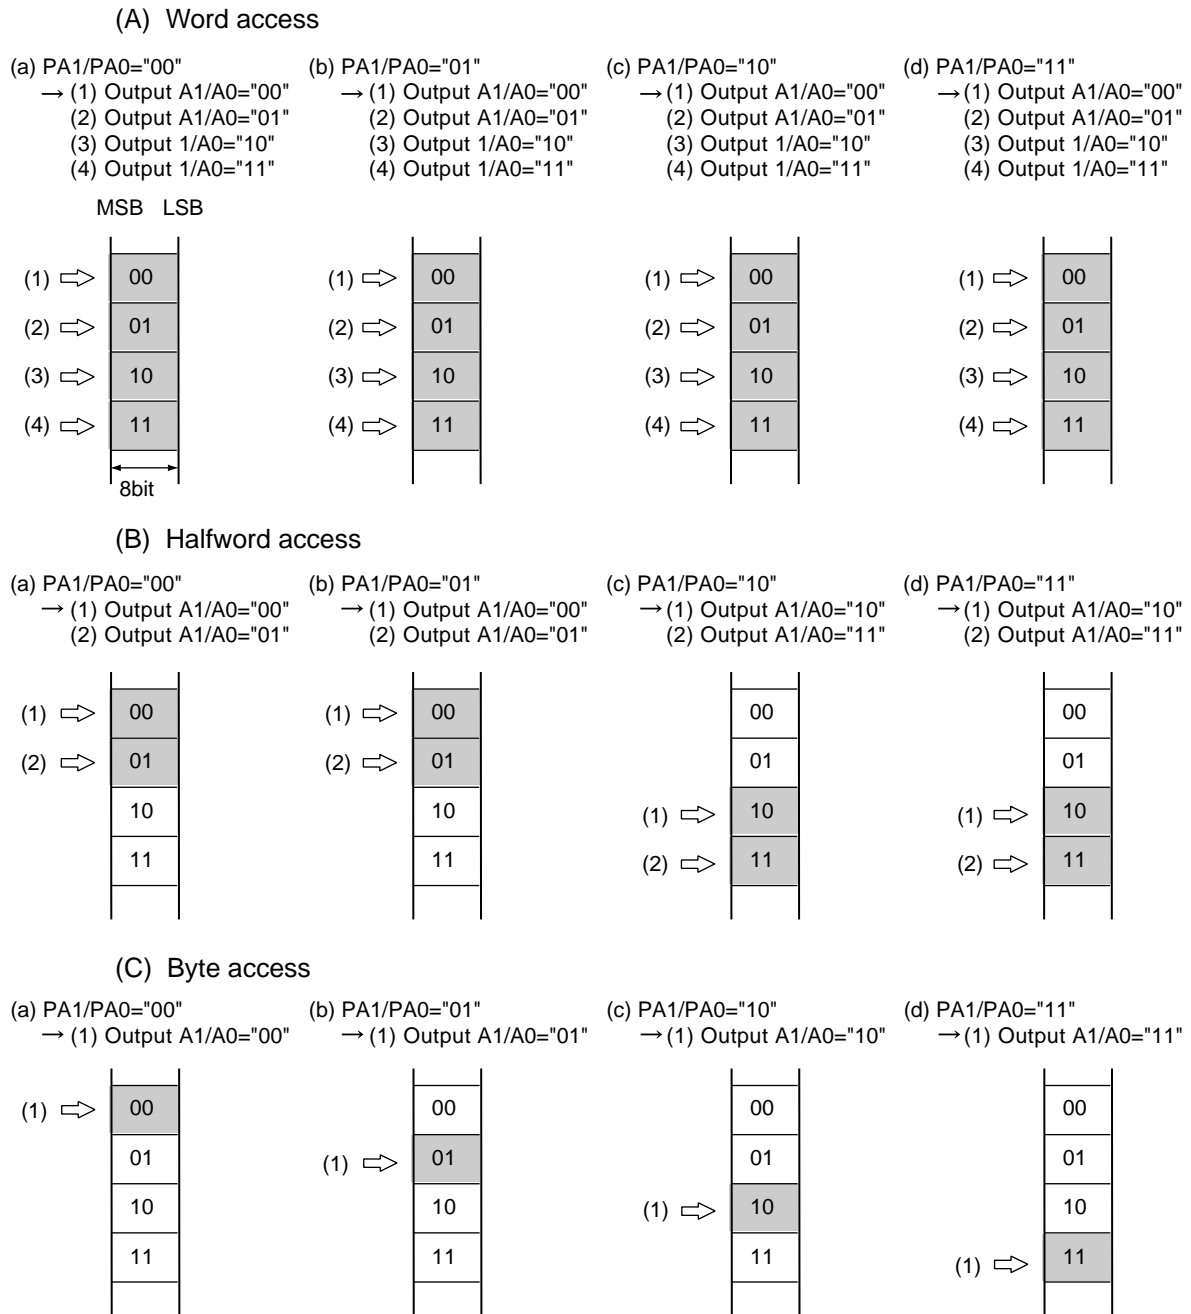 (A) Word access
(a) PA1/PA0="00"
→ (1) Output A1/A0="00"
(2) Output A1/A0="01"
(3) Output 1/A0="10"
(4) Output 1/A0="11"
(b) PA1/PA0="01"
→ (1) Output A1/A0="00"
(2) Output A1/A0="01"
(3) Output 1/A0="10"
(4) Output 1/A0="11"
(c) PA1/PA0="10"
→ (1) Output A1/A0="00"
(2) Output A1/A0="01"
(3) Output 1/A0="10"
(4) Output 1/A0="11"
(d) PA1/PA0="11"
→ (1) Output A1/A0="00"
(2) Output A1/A0="01"
(3) Output 1/A0="10"
(4) Output 1/A0="11"
MSB LSB
(1) 00 (1) 00 (1) 00 (1) 00
(2) 01 (2) 01 (2) 01 (2) 01
(3) 10 (3) 10 (3) 10 (3) 10
(4) 11 (4) 11 (4) 11 (4) 11
8bit
(B) Halfword access
(a) PA1/PA0="00"
→ (1) Output A1/A0="00"
(2) Output A1/A0="01"
(b) PA1/PA0="01"
→ (1) Output A1/A0="00"
(2) Output A1/A0="01"
(c) PA1/PA0="10"
→ (1) Output A1/A0="10"
(2) Output A1/A0="11"
(d) PA1/PA0="11"
→ (1) Output A1/A0="10"
(2) Output A1/A0="11"
(1) 00 (1) 00 00 00
(2) 01 (2) 01 01 01
10 10 (1) 10 (1) 10
11 11 (2) 11 (2) 11
(C) Byte access
(a) PA1/PA0="00"
→ (1) Output A1/A0="00"
(b) PA1/PA0="01"
→ (1) Output A1/A0="01"
(c) PA1/PA0="10"
→ (1) Output A1/A0="10"
(d) PA1/PA0="11"
→ (1) Output A1/A0="11"
(1) 00 00 00 00
01 (1) 01 01 01
10 10 (1) 10 10
11 11 11 (1) 11